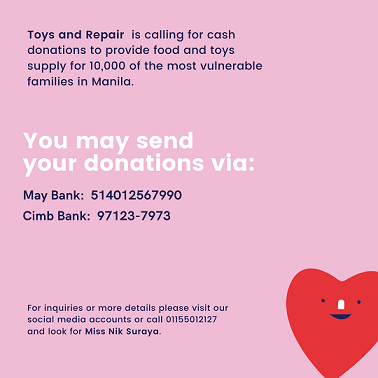 Toys and Repair is calling for cash
donations to provide food and toys
supply for 10,000 of the most vulnerable
families in Manila.
You may send
your donations via:
May Bank: 514012567990
Cimb Bank: 97123-7973
For inquiries or more details please visit our
social media accounts or call 01155012127
and look for Miss Nik Suraya.